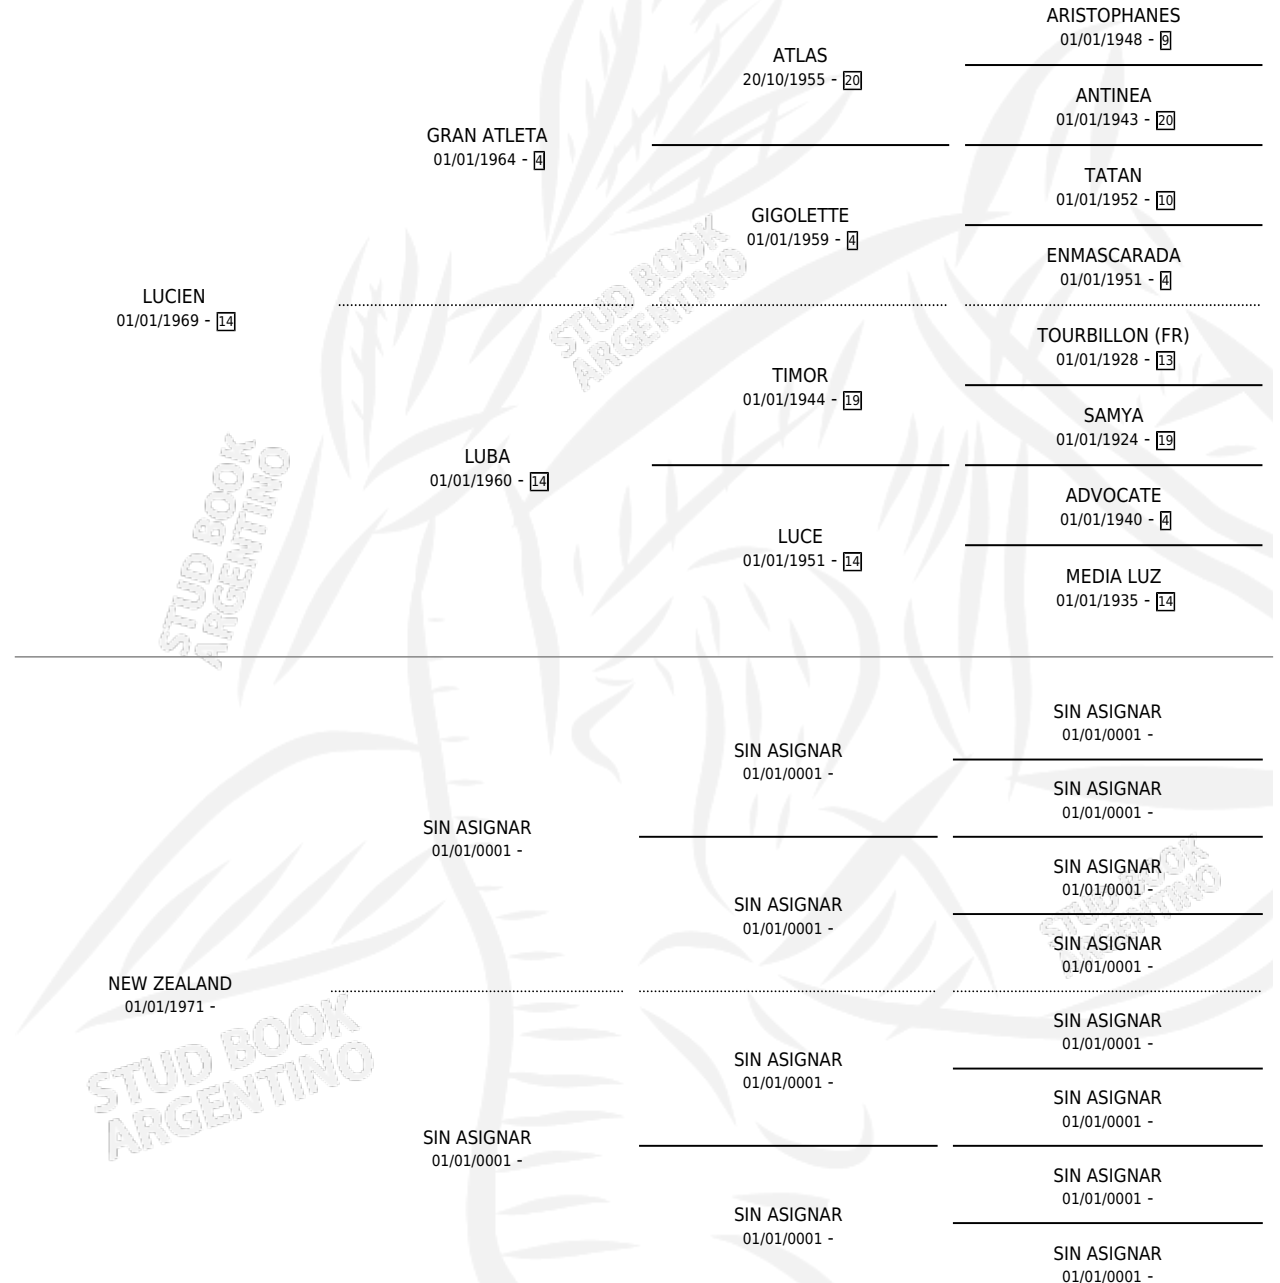 ARISTOPHANES
01/01/1948 - 9
ATLAS
20/10/1955 - 20
ANTINEA
01/01/1943 - 20
GRAN ATLETA
01/01/1964 - 4
TATAN
01/01/1952 - 10
GIGOLETTE
01/01/1959 - 4
ENMASCARADA
01/01/1951 - 4
LUCIEN
01/01/1969 - 14
STUD BOOK
ARGENTINO
TOURBILLON (FR)
01/01/1928 - 13
TIMOR
01/01/1944 - 19
SAMYA
01/01/1924 - 19
LUBA
01/01/1960 - 14
ADVOCATE
01/01/1940 - 4
LUCE
01/01/1951 - 14
MEDIA LUZ
01/01/1935 - 14
STUD BOOK
ARGENTINO
SIN ASIGNAR
01/01/0001 -
SIN ASIGNAR
01/01/0001 -
SIN ASIGNAR
01/01/0001 -
SIN ASIGNAR
01/01/0001 -
SIN ASIGNAR
01/01/0001 -
SIN ASIGNAR
01/01/0001 -
SIN ASIGNAR
01/01/0001 -
STUD BOOK
ARGENTINO
NEW ZEALAND
01/01/1971 -
SIN ASIGNAR
01/01/0001 -
SIN ASIGNAR
01/01/0001 -
SIN ASIGNAR
01/01/0001 -
SIN ASIGNAR
01/01/0001 -
SIN ASIGNAR
01/01/0001 -
SIN ASIGNAR
01/01/0001 -
SIN ASIGNAR
01/01/0001 -
STUD BOOK
ARGENTINO